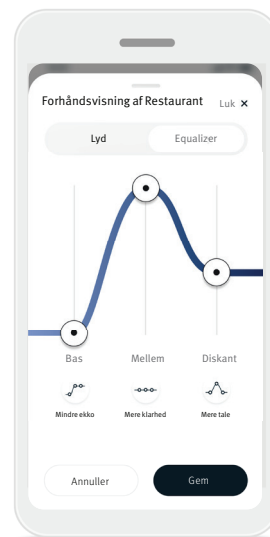 Forhåndsvisning af Restaurant Luk ×
Lyd Equalizer
Bas Mellem Diskant
Mindre ekko Mere klarhed Mere tale
Annuller Gem